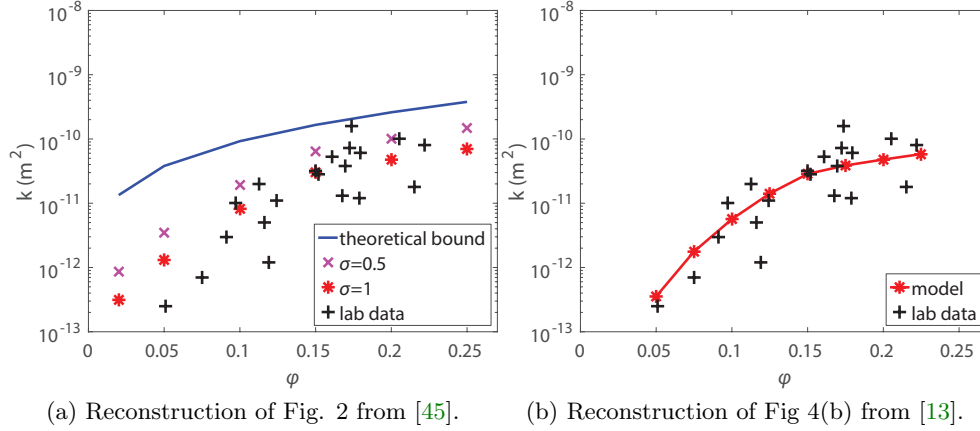 10⁻⁸
10⁻⁹
10⁻¹⁰
10⁻¹¹
10⁻¹²
10⁻¹³
k (m²)
theoretical bound
σ=0.5
σ=1
lab data
0 0.05 0.1 0.15 0.2 0.25
φ
(a) Reconstruction of Fig. 2 from [45].
10⁻⁸
10⁻⁹
10⁻¹⁰
10⁻¹¹
10⁻¹²
10⁻¹³
k (m²)
model
lab data
0 0.05 0.1 0.15 0.2 0.25
φ
(b) Reconstruction of Fig 4(b) from [13].